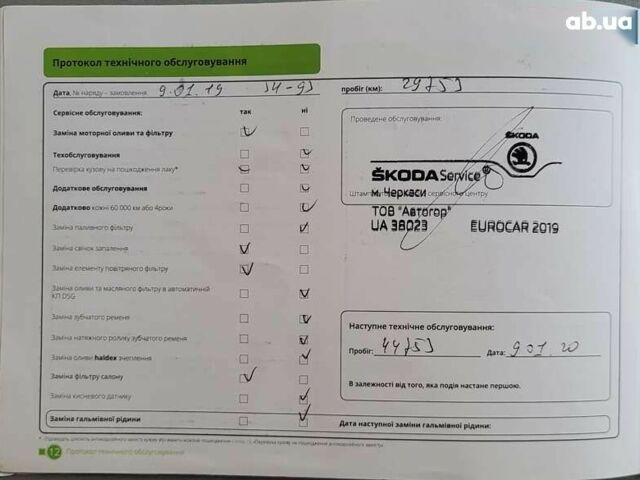 ab.ua
Протокол технічного обслуговування
Дата, № наряду – замовлення 9.01.19
пробіг (км): 29753
Сервісне обслуговування: так ні
Заміна моторної оливи та фільтру
Техобслуговування
Перевірка кузову на пошкодження лаку*
Додаткове обслуговування
Додатково кожні 60 000 км або 4роки
Заміна паливного фільтру
Заміна свічок запалення
Заміна елементу повітряного фільтру
Заміна оливи та масляного фільтру в автоматичній
КП DSG
Заміна зубчатого ременя
Заміна натяжного ролику зубчатого ременя
Заміна оливи haldex зчеплення
Заміна фільтру салону
Заміна кисневого датчику
Заміна гальмівної рідини
Проведене обслуговування:
ŠKODA
ŠKODA Service®
м. Черкаси
сервісного центру
ТОВ "Автогор"
UA 38023 EUROCAR 2019
Наступне технічне обслуговування:
Пробіг: 44753 Дата: 9 01. 20
В залежності від того, яка подія настане першою.
Дата наступної заміни гальмівної рідини:
12 Протокол технічного обслуговування